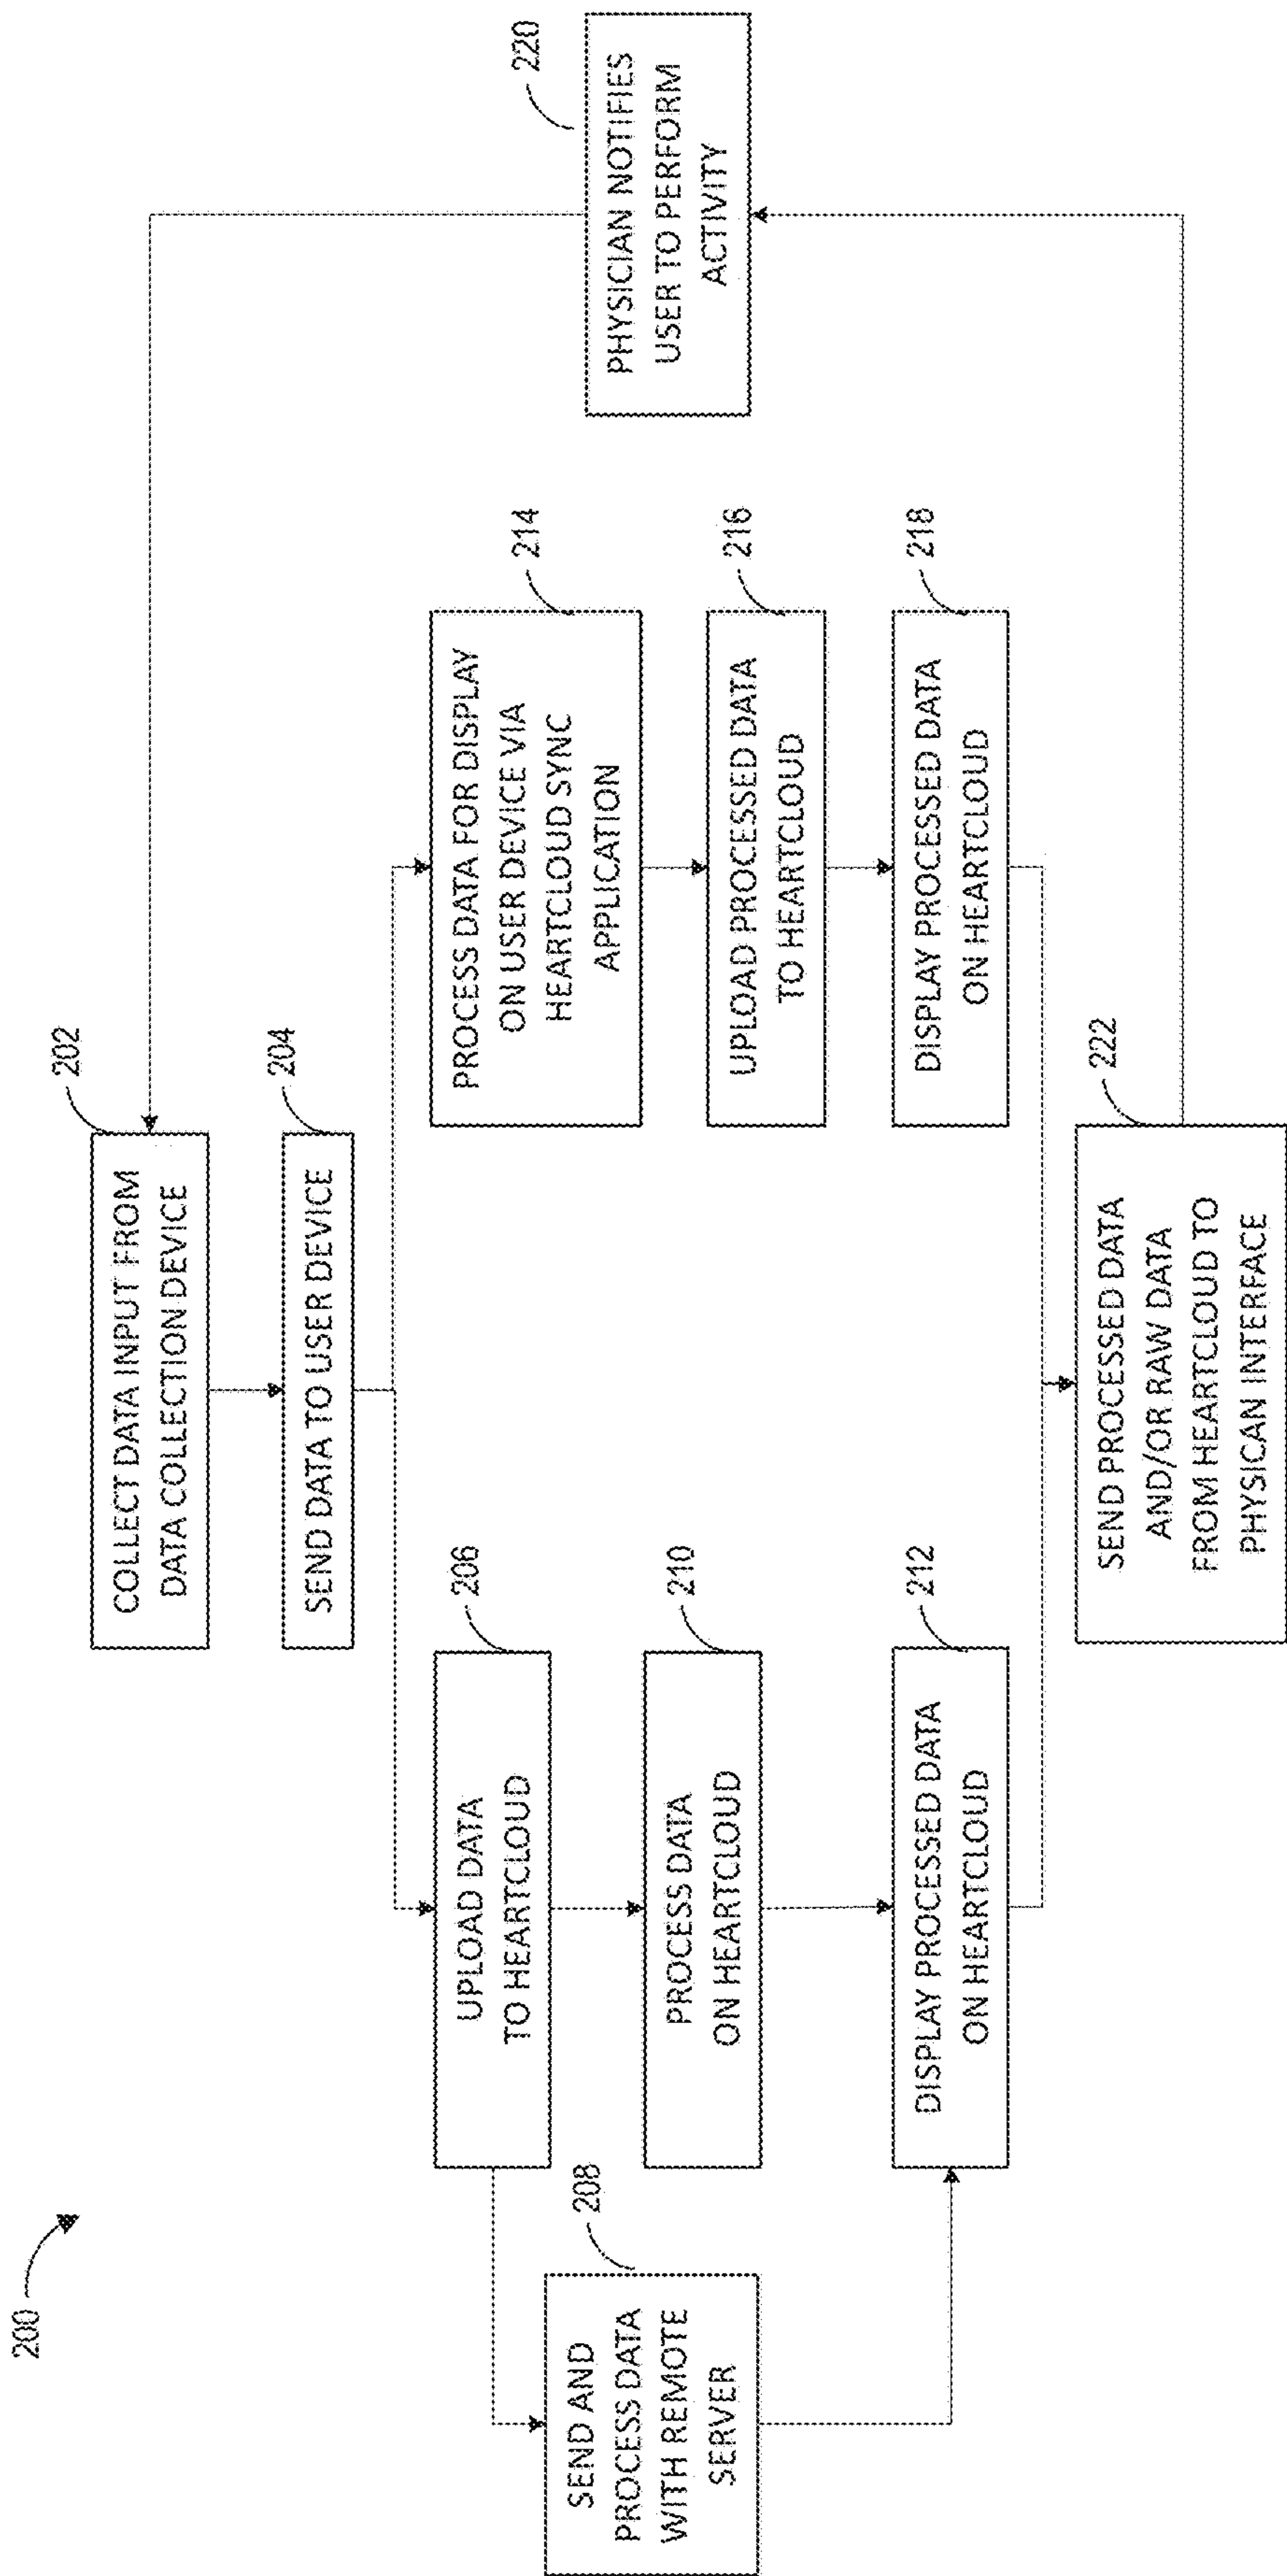 200
COLLECT DATA INPUT FROM
DATA COLLECTION DEVICE
202
SEND DATA TO USER DEVICE
204
UPLOAD DATA
TO HEARTCLOUD
206
SEND AND
PROCESS DATA
WITH REMOTE
SERVER
208
PROCESS DATA
ON HEARTCLOUD
210
DISPLAY PROCESSED DATA
ON HEARTCLOUD
212
PROCESS DATA FOR DISPLAY
ON USER DEVICE VIA
HEARTCLOUD SYNC
APPLICATION
214
UPLOAD PROCESSED DATA
TO HEARTCLOUD
216
DISPLAY PROCESSED DATA
ON HEARTCLOUD
218
PHYSICIAN NOTIFIES
USER TO PERFORM
ACTIVITY
220
SEND PROCESSED DATA
AND/OR RAW DATA
FROM HEARTCLOUD TO
PHYSICAN INTERFACE
222